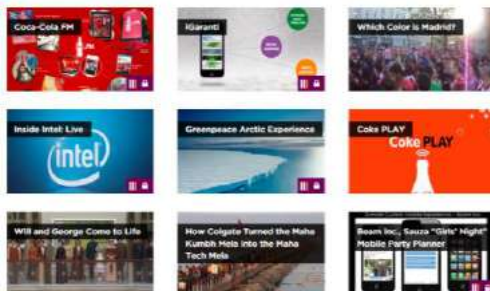 Coca-Cola FM
iGaranti
Which Color is Madrid?
Inside Intel: Live
(intel)
Greenpeace Arctic Experience
Coke PLAY
Coke PLAY
Will and George Come to Life
How Colgate Turned the Maha
Kumbh Mela into the Maha
Tech Mela
Beam Inc., Sauza "Girls' Night"
Mobile Party Planner